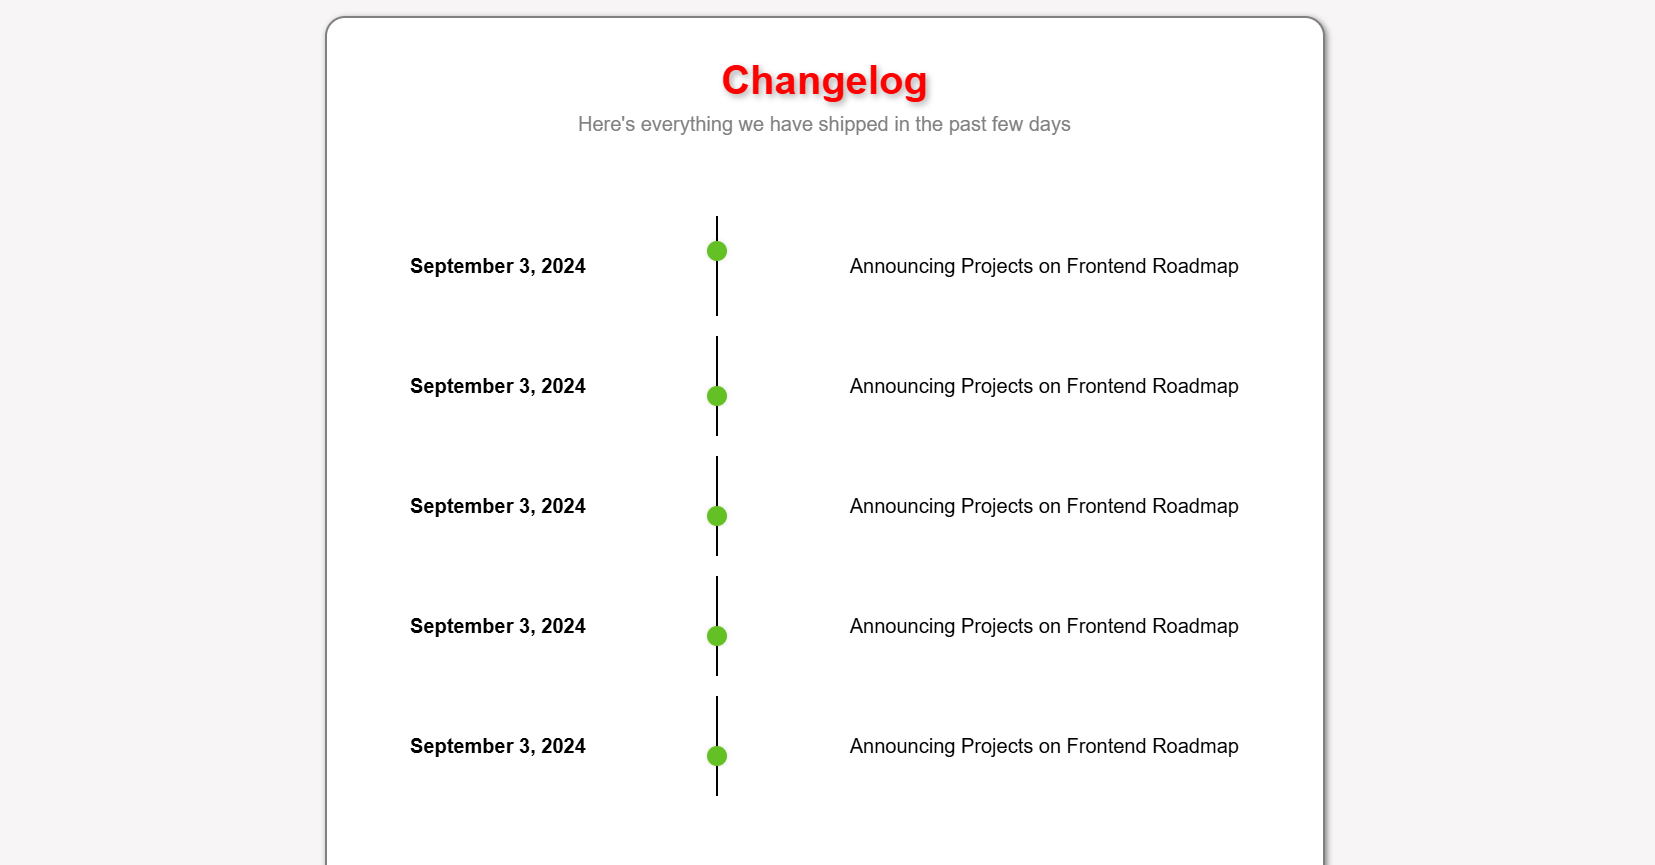 Changelog
Here's everything we have shipped in the past few days
September 3, 2024 Announcing Projects on Frontend Roadmap
September 3, 2024 Announcing Projects on Frontend Roadmap
September 3, 2024 Announcing Projects on Frontend Roadmap
September 3, 2024 Announcing Projects on Frontend Roadmap
September 3, 2024 Announcing Projects on Frontend Roadmap